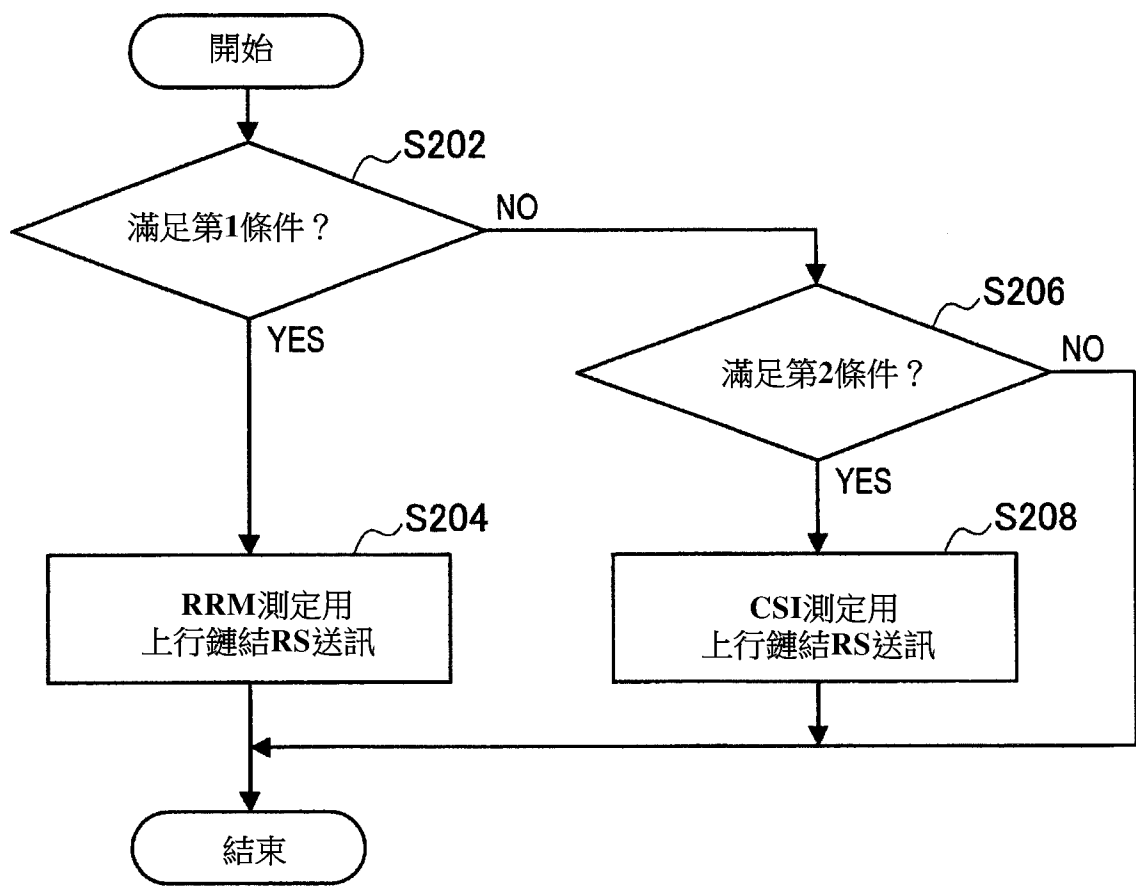 開始
S202
滿足第1條件？
NO
YES
S206
滿足第2條件？
NO
YES
S204
RRM測定用
上行鏈結RS送訊
S208
CSI測定用
上行鏈結RS送訊
結束